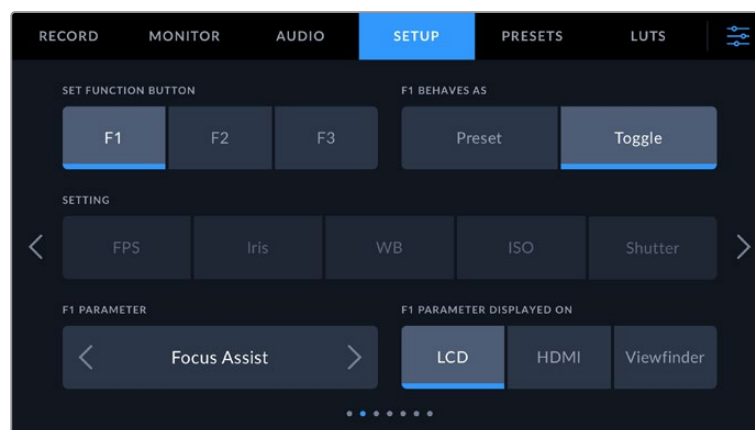 RECORD MONITOR AUDIO SETUP PRESETS LUTS
SET FUNCTION BUTTON F1 BEHAVES AS
F1 F2 F3 Preset Toggle
SETTING
FPS Iris WB ISO Shutter
F1 PARAMETER F1 PARAMETER DISPLAYED ON
Focus Assist LCD HDMI Viewfinder